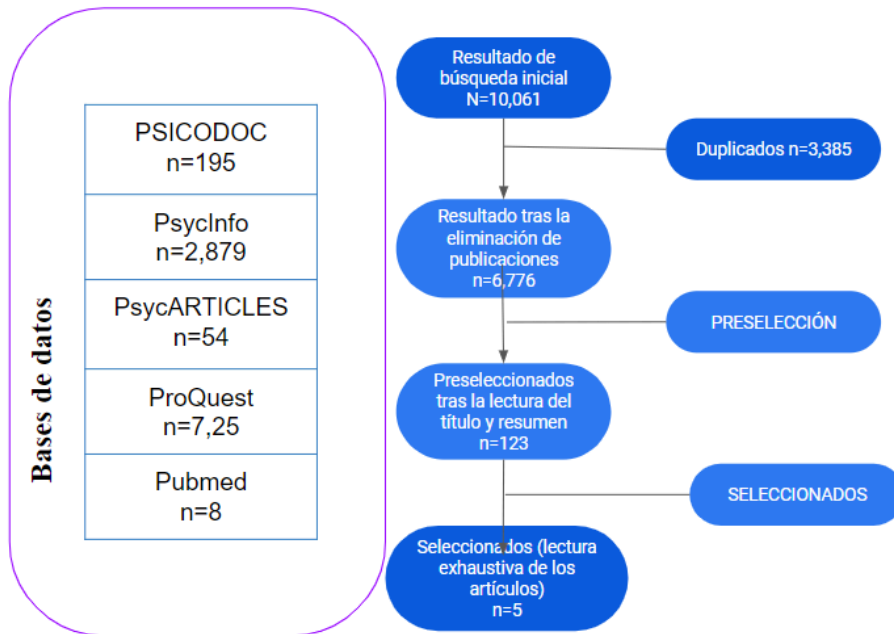 Bases de datos
PSICODOC
n=195
PsycInfo
n=2,879
PsycARTICLES
n=54
ProQuest
n=7,25
Pubmed
n=8
Resultado de
búsqueda inicial
N=10,061
Duplicados n=3,385
Resultado tras la
eliminación de
publicaciones
n=6,776
PRESELECCIÓN
Preseleccionados
tras la lectura del
título y resumen
n=123
SELECCIONADOS
Seleccionados (lectura
exhaustiva de los
artículos)
n=5